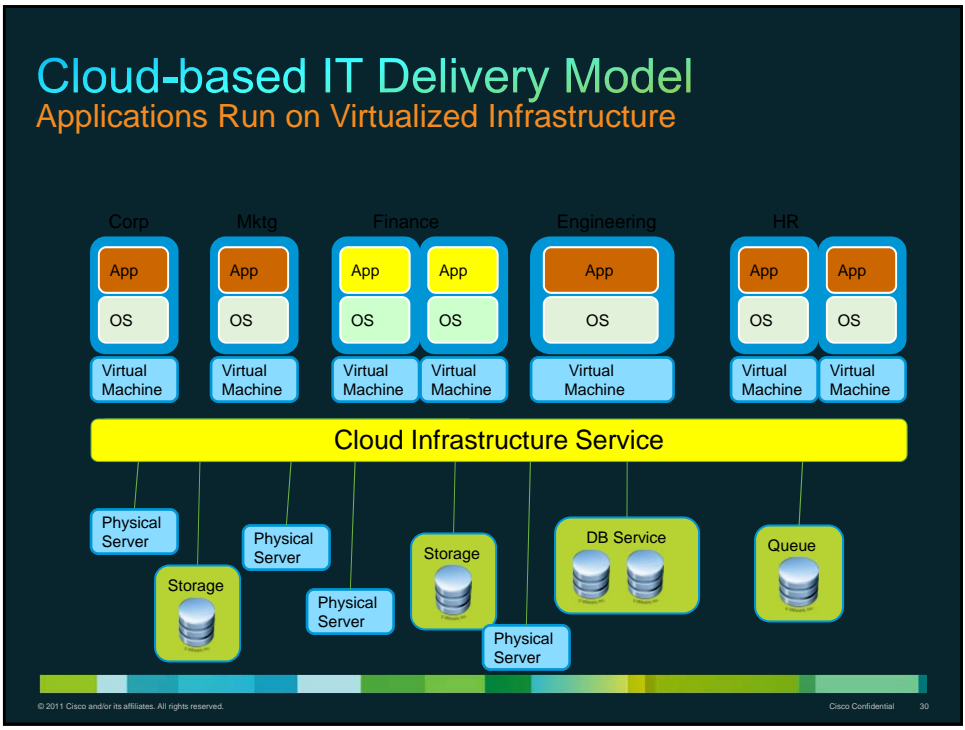 Cloud-based IT Delivery Model
Applications Run on Virtualized Infrastructure
Corp Mktg Finance Engineering HR
App App App App App App App
OS OS OS OS OS OS OS
Virtual Virtual Virtual Virtual Virtual Virtual Virtual
Machine Machine Machine Machine Machine Machine Machine
Cloud Infrastructure Service
Physical
Server
Storage
Physical
Server
Physical
Server
Storage
Physical
Server
DB Service
Queue
© 2011 Cisco and/or its affiliates. All rights reserved. Cisco Confidential 30